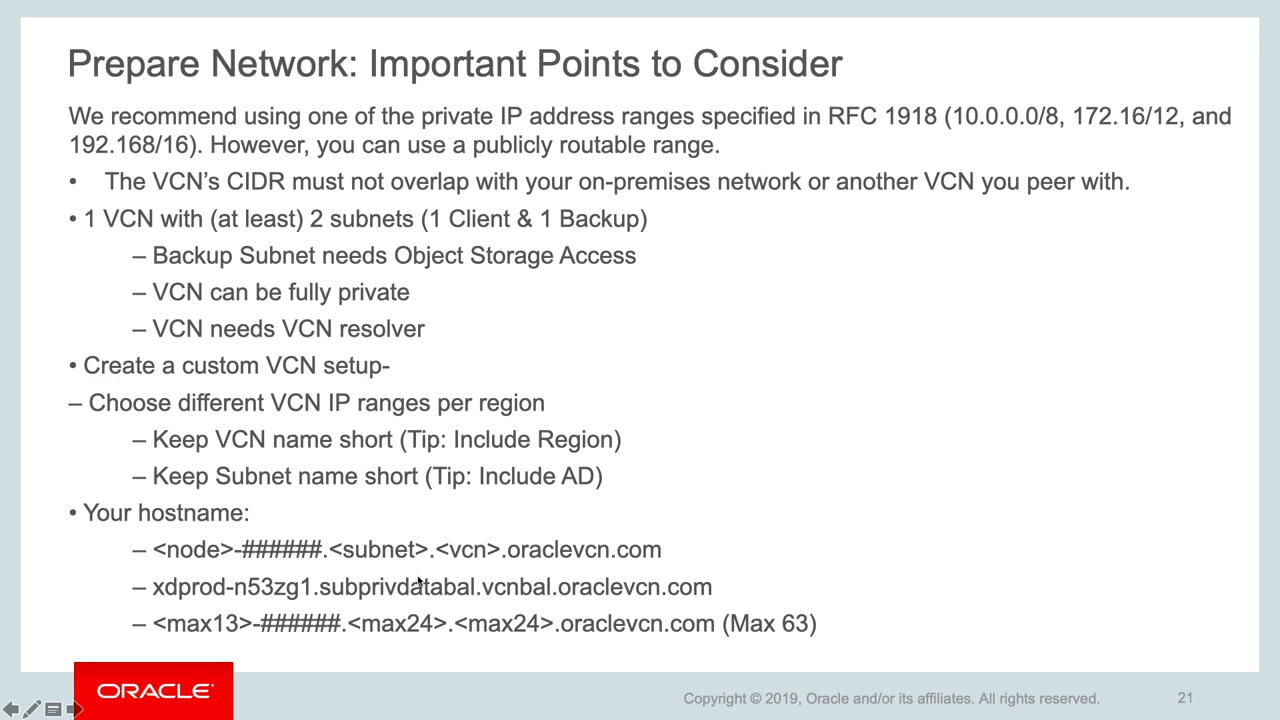 Prepare Network: Important Points to Consider
We recommend using one of the private IP address ranges specified in RFC 1918 (10.0.0.0/8, 172.16/12, and
192.168/16). However, you can use a publicly routable range.
• The VCN’s CIDR must not overlap with your on-premises network or another VCN you peer with.
• 1 VCN with (at least) 2 subnets (1 Client & 1 Backup)
– Backup Subnet needs Object Storage Access
– VCN can be fully private
– VCN needs VCN resolver
• Create a custom VCN setup-
– Choose different VCN IP ranges per region
– Keep VCN name short (Tip: Include Region)
– Keep Subnet name short (Tip: Include AD)
• Your hostname:
– <node>-######.<subnet>.<vcn>.oraclevcn.com
– xdprod-n53zg1.subprivdatabal.vcnbal.oraclevcn.com
– <max13>-######.<max24>.<max24>.oraclevcn.com (Max 63)
ORACLE®
Copyright © 2019, Oracle and/or its affiliates. All rights reserved.
21